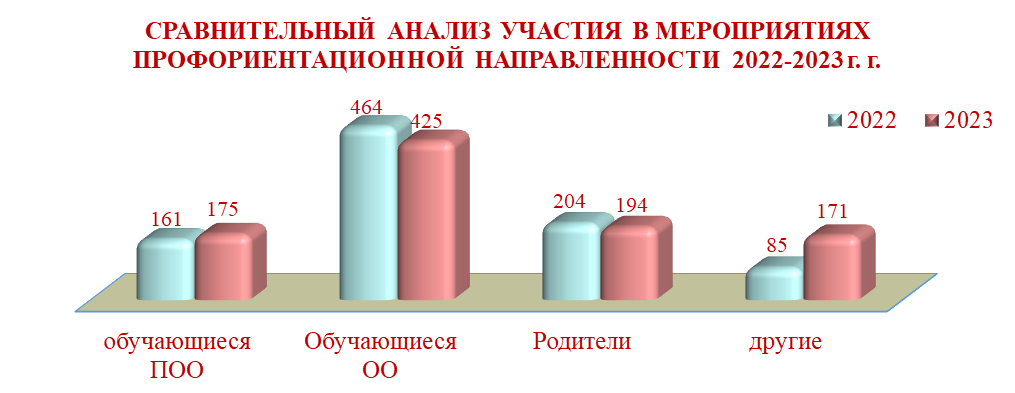 СРАВНИТЕЛЬНЫЙ АНАЛИЗ УЧАСТИЯ В МЕРОПРИЯТИЯХ
ПРОФОРИЕНТАЦИОННОЙ НАПРАВЛЕННОСТИ 2022-2023 г. г.
2022 2023
464 425
161 175
204 194
85 171
обучающиеся ПОО
Обучающиеся ОО
Родители
другие